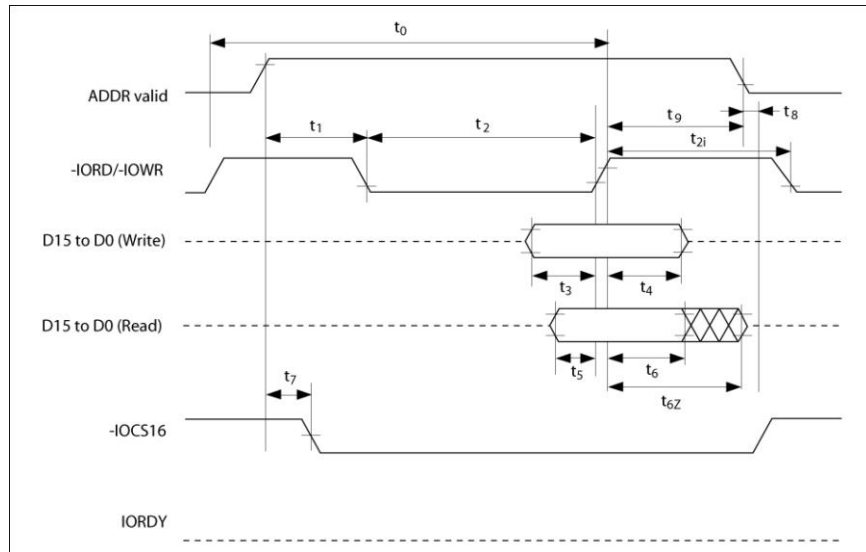 t0
ADDR valid
t9
t8
t1
t2
t2i
-IORD/-IOWR
D15 to D0 (Write)
t3
t4
D15 to D0 (Read)
t5
t6
t7
t6Z
-IOCS16
IORDY